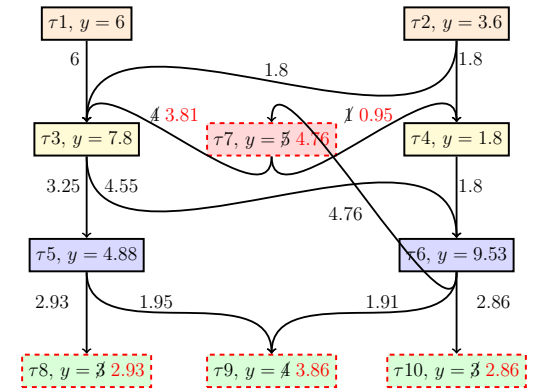 τ1, y = 6
τ2, y = 3.6
6
1.8
1.8
4 3.81
1 0.95
τ3, y = 7.8
τ7, y = 5 4.76
τ4, y = 1.8
3.25
4.55
1.8
4.76
τ5, y = 4.88
τ6, y = 9.53
2.93
1.95
1.91
2.86
τ8, y = 3 2.93
τ9, y = 4 3.86
τ10, y = 3 2.86